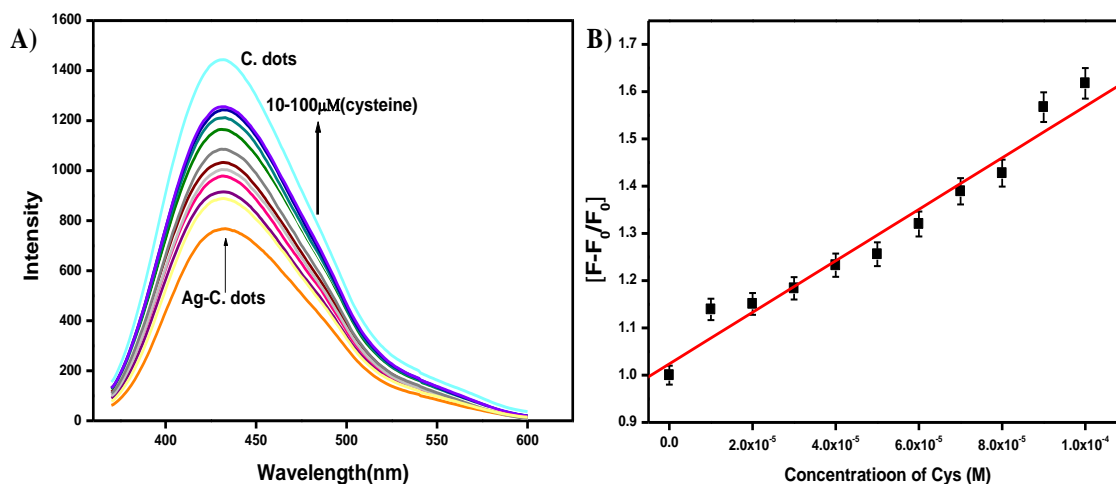 A)
1600
1400
1200
1000
800
600
400
200
0
Intensity
C. dots
10-100μM(cysteine)
Ag-C. dots
400 450 500 550 600
Wavelength(nm)
B)
1.7
1.6
1.5
1.4
1.3
1.2
1.1
1.0
0.9
[F-F₀/F₀]
0.0 2.0x10⁻⁵ 4.0x10⁻⁵ 6.0x10⁻⁵ 8.0x10⁻⁵ 1.0x10⁻⁴
Concentratioon of Cys (M)